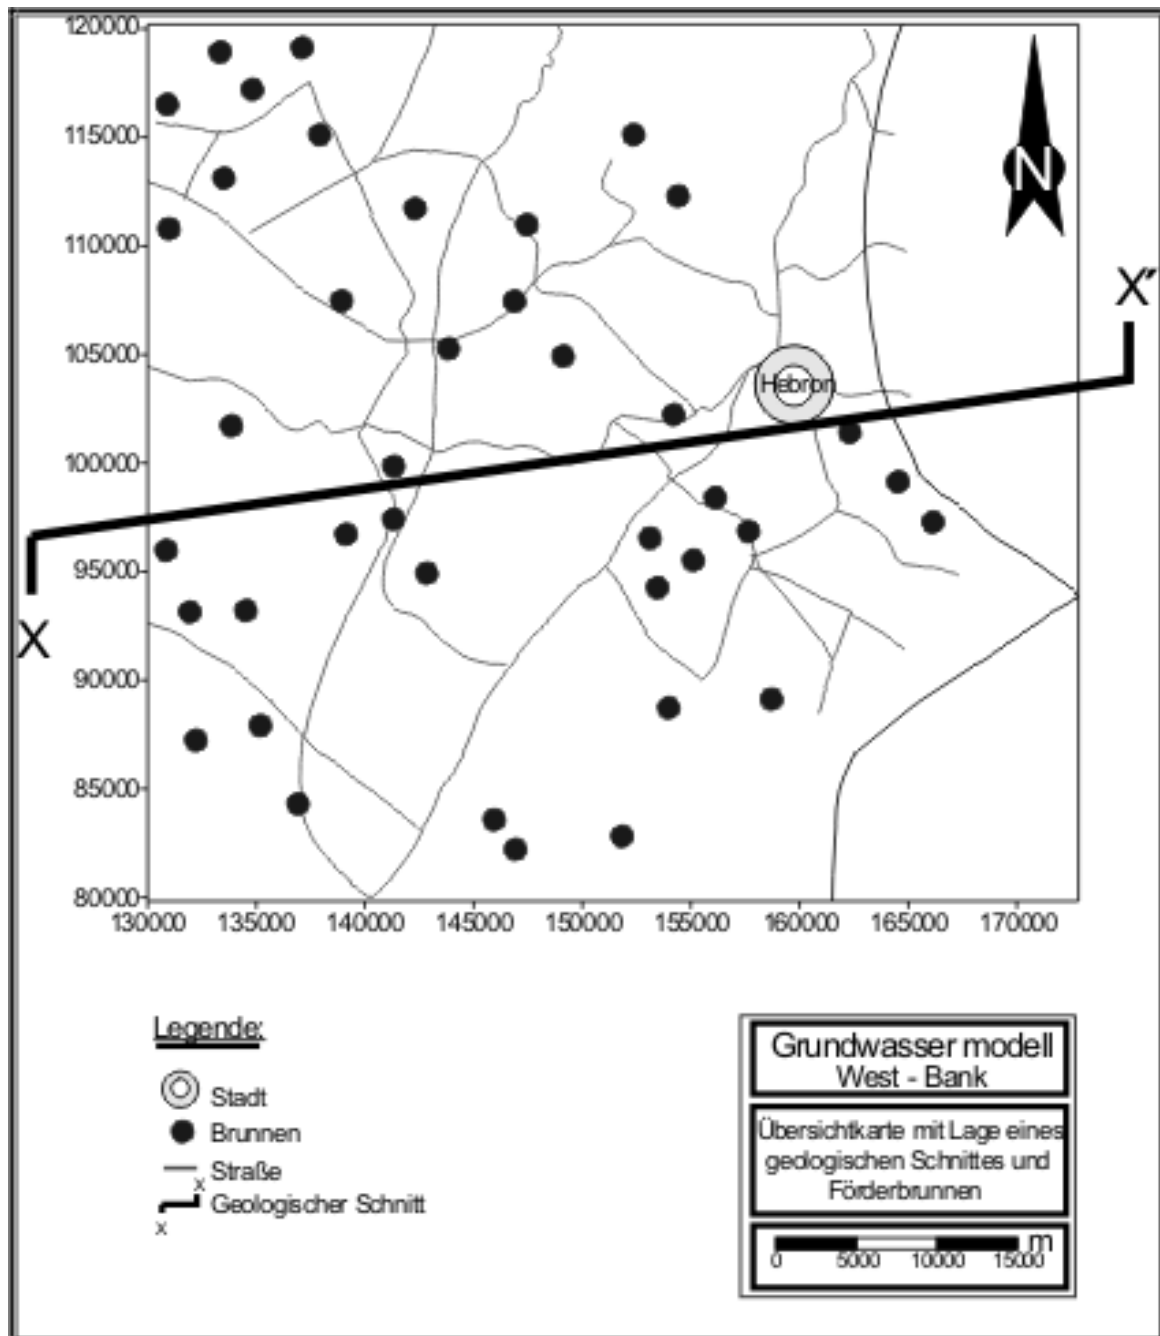 120000
115000
110000
105000
100000
95000
90000
85000
80000
130000 135000 140000 145000 150000 155000 160000 165000 170000
N
X''
Hebron
X
Legende:
Stadt
Brunnen
Straße
X
Geologischer Schnitt
X
Grundwasser modell
West - Bank
Übersichtkarte mit Lage eines
geologischen Schnittes und
Förderbrunnen
m
0 5000 10000 15000